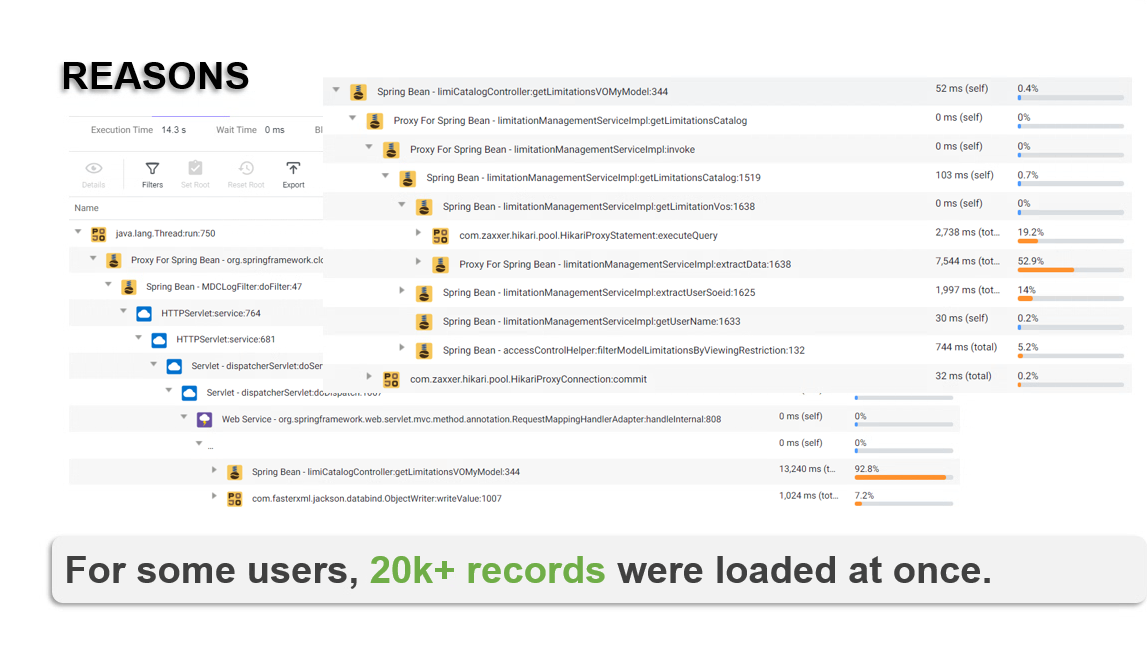 REASONS
Execution Time 14.3 s Wait Time 0 ms Bl
Details Filters Set Root Reset Root Export
Name
java.lang.Thread:run:750
Proxy For Spring Bean - org.springframework.clo
Spring Bean - MDCLogFilter:doFilter:47
HTTPServlet:service:764
HTTPServlet:service:681
Servlet - dispatcherServlet:doSer
Servlet - dispatcherServlet:doDispatch:1067
Web Service - org.springframework.web.servlet.mvc.method.annotation.RequestMappingHandlerAdapter:handleInternal:808 0 ms (self) 0%
... 0 ms (self) 0%
Spring Bean - limiCatalogController:getLimitationsVOMyModel:344 13,240 ms (t... 92.8%
com.fasterxml.jackson.databind.ObjectWriter:writeValue:1007 1,024 ms (tot... 7.2%
Spring Bean - limiCatalogController:getLimitationsVOMyModel:344 52 ms (self) 0.4%
Proxy For Spring Bean - limitationManagementServiceImpl:getLimitationsCatalog 0 ms (self) 0%
Proxy For Spring Bean - limitationManagementServiceImpl:invoke 0 ms (self) 0%
Spring Bean - limitationManagementServiceImpl:getLimitationsCatalog:1519 103 ms (self) 0.7%
Spring Bean - limitationManagementServiceImpl:getLimitationVos:1638 0 ms (self) 0%
com.zaxxer.hikari.pool.HikariProxyStatement:executeQuery 2,738 ms (tot... 19.2%
Proxy For Spring Bean - limitationManagementServiceImpl:extractData:1638 7,544 ms (tot... 52.9%
Spring Bean - limitationManagementServiceImpl:extractUserSoeid:1625 1,997 ms (tot... 14%
Spring Bean - limitationManagementServiceImpl:getUserName:1633 30 ms (self) 0.2%
Spring Bean - accessControlHelper:filterModelLimitationsByViewingRestriction:132 744 ms (total) 5.2%
com.zaxxer.hikari.pool.HikariProxyConnection:commit 32 ms (total) 0.2%
For some users, 20k+ records were loaded at once.